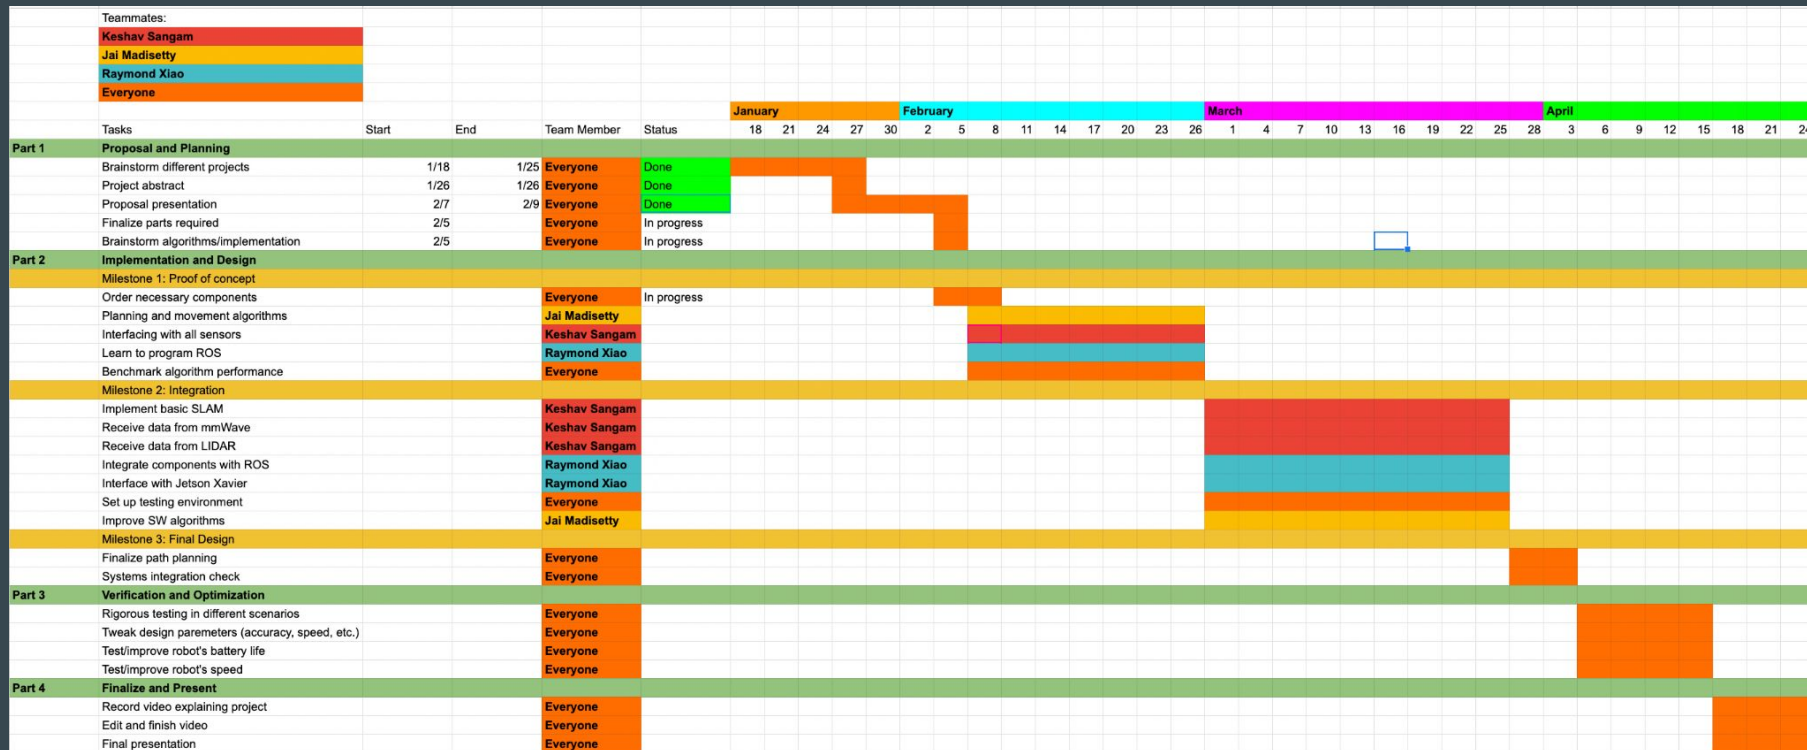 Teammates:
Keshav Sangam
Jai Madisetty
Raymond Xiao
Everyone
January February March April
Tasks Start End Team Member Status 18 21 24 27 30 2 5 8 11 14 17 20 23 26 1 4 7 10 13 16 19 22 25 28 3 6 9 12 15 18 21
Part 1 Proposal and Planning
Brainstorm different projects 1/18 1/25 Everyone Done
Project abstract 1/26 1/26 Everyone Done
Proposal presentation 2/7 2/9 Everyone Done
Finalize parts required 2/5 Everyone In progress
Brainstorm algorithms/implementation 2/5 Everyone In progress
Part 2 Implementation and Design
Milestone 1: Proof of concept
Order necessary components Everyone In progress
Planning and movement algorithms Jai Madisetty
Interfacing with all sensors Keshav Sangam
Learn to program ROS Raymond Xiao
Benchmark algorithm performance Everyone
Milestone 2: Integration
Implement basic SLAM Keshav Sangam
Receive data from mmWave Keshav Sangam
Receive data from LIDAR Keshav Sangam
Integrate components with ROS Raymond Xiao
Interface with Jetson Xavier Raymond Xiao
Set up testing environment Everyone
Improve SW algorithms Jai Madisetty
Milestone 3: Final Design
Finalize path planning Everyone
Systems integration check Everyone
Part 3 Verification and Optimization
Rigorous testing in different scenarios Everyone
Tweak design paremeters (accuracy, speed, etc.) Everyone
Test/improve robot's battery life Everyone
Test/improve robot's speed Everyone
Part 4 Finalize and Present
Record video explaining project Everyone
Edit and finish video Everyone
Final presentation Everyone